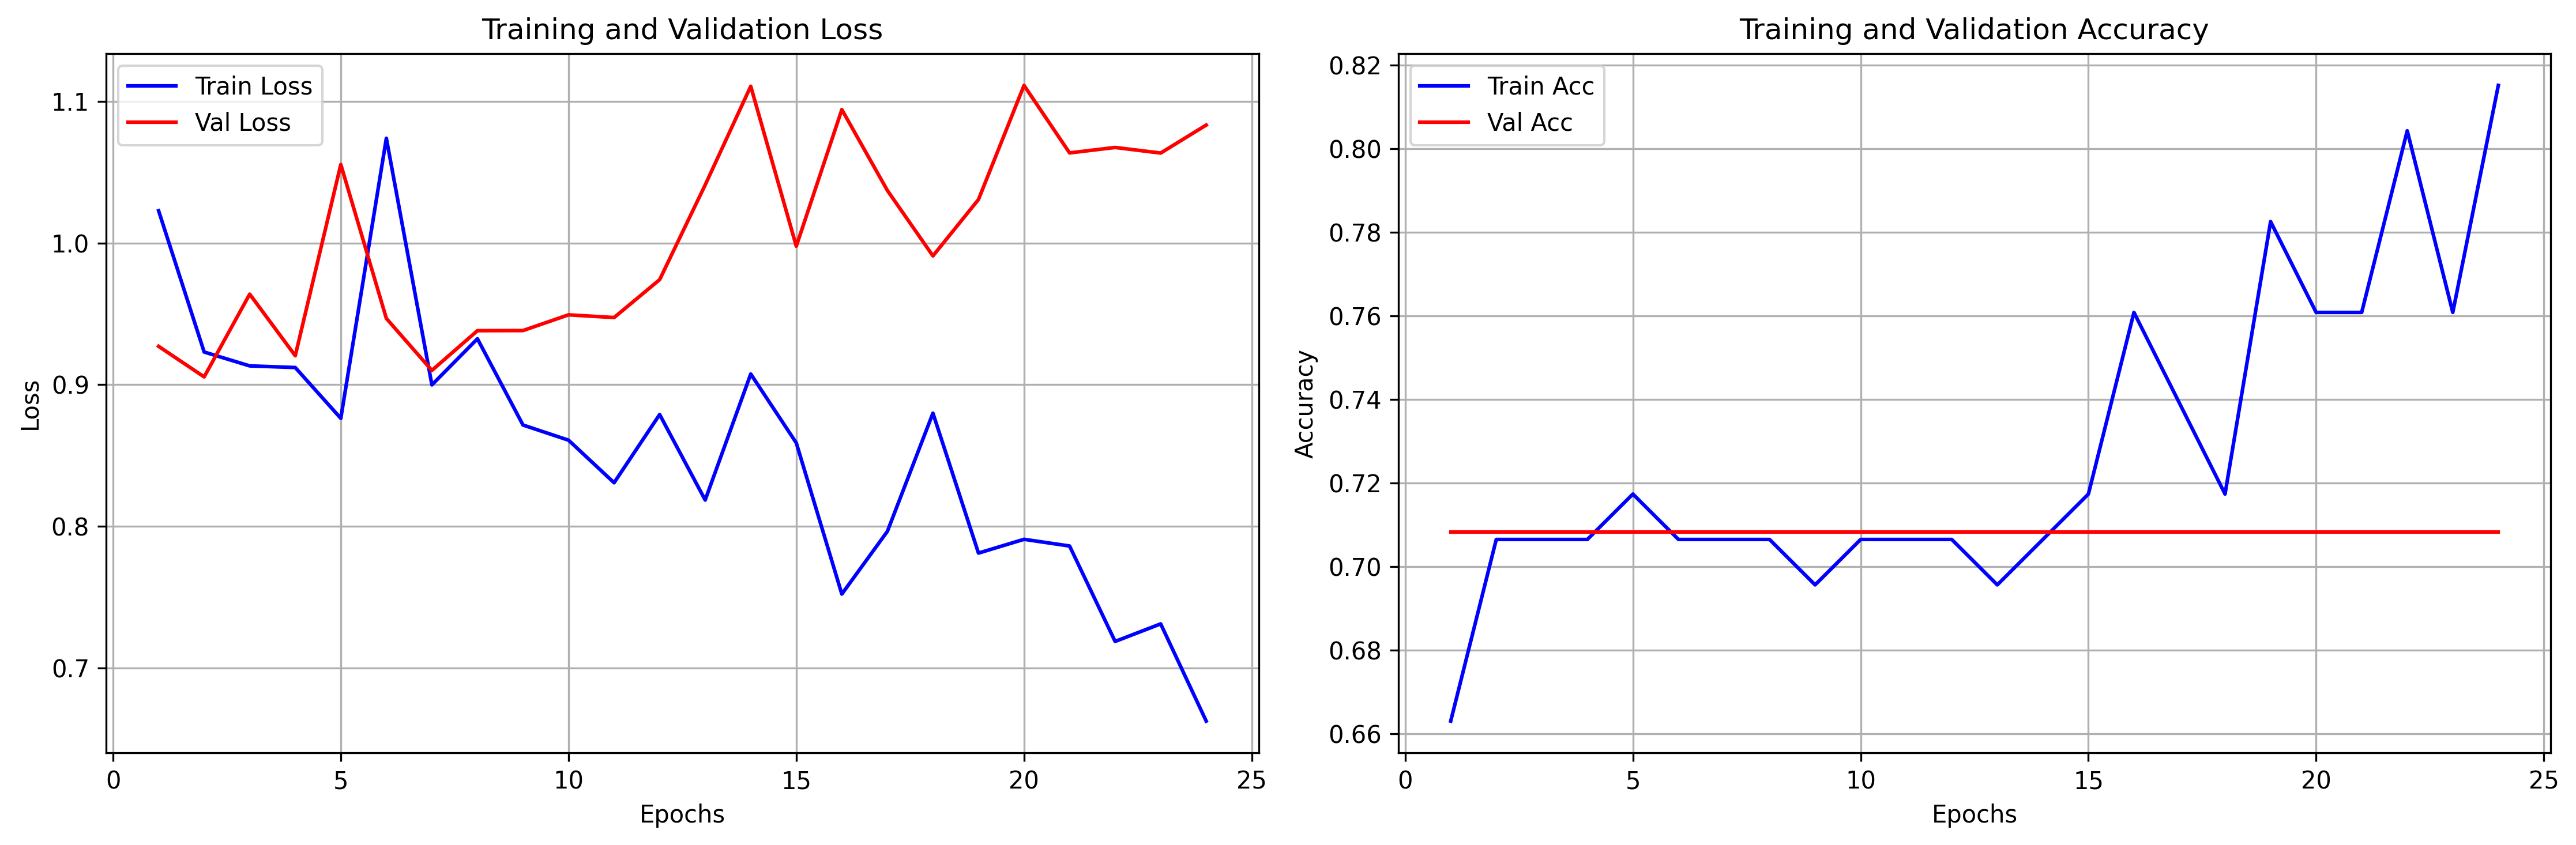 Training and Validation Loss
Train Loss
Val Loss
1.1
1.0
0.9
0.8
0.7
Loss
0 5 10 15 20 25
Epochs
Training and Validation Accuracy
Train Acc
Val Acc
0.82
0.80
0.78
0.76
0.74
0.72
0.70
0.68
0.66
Accuracy
0 5 10 15 20 25
Epochs